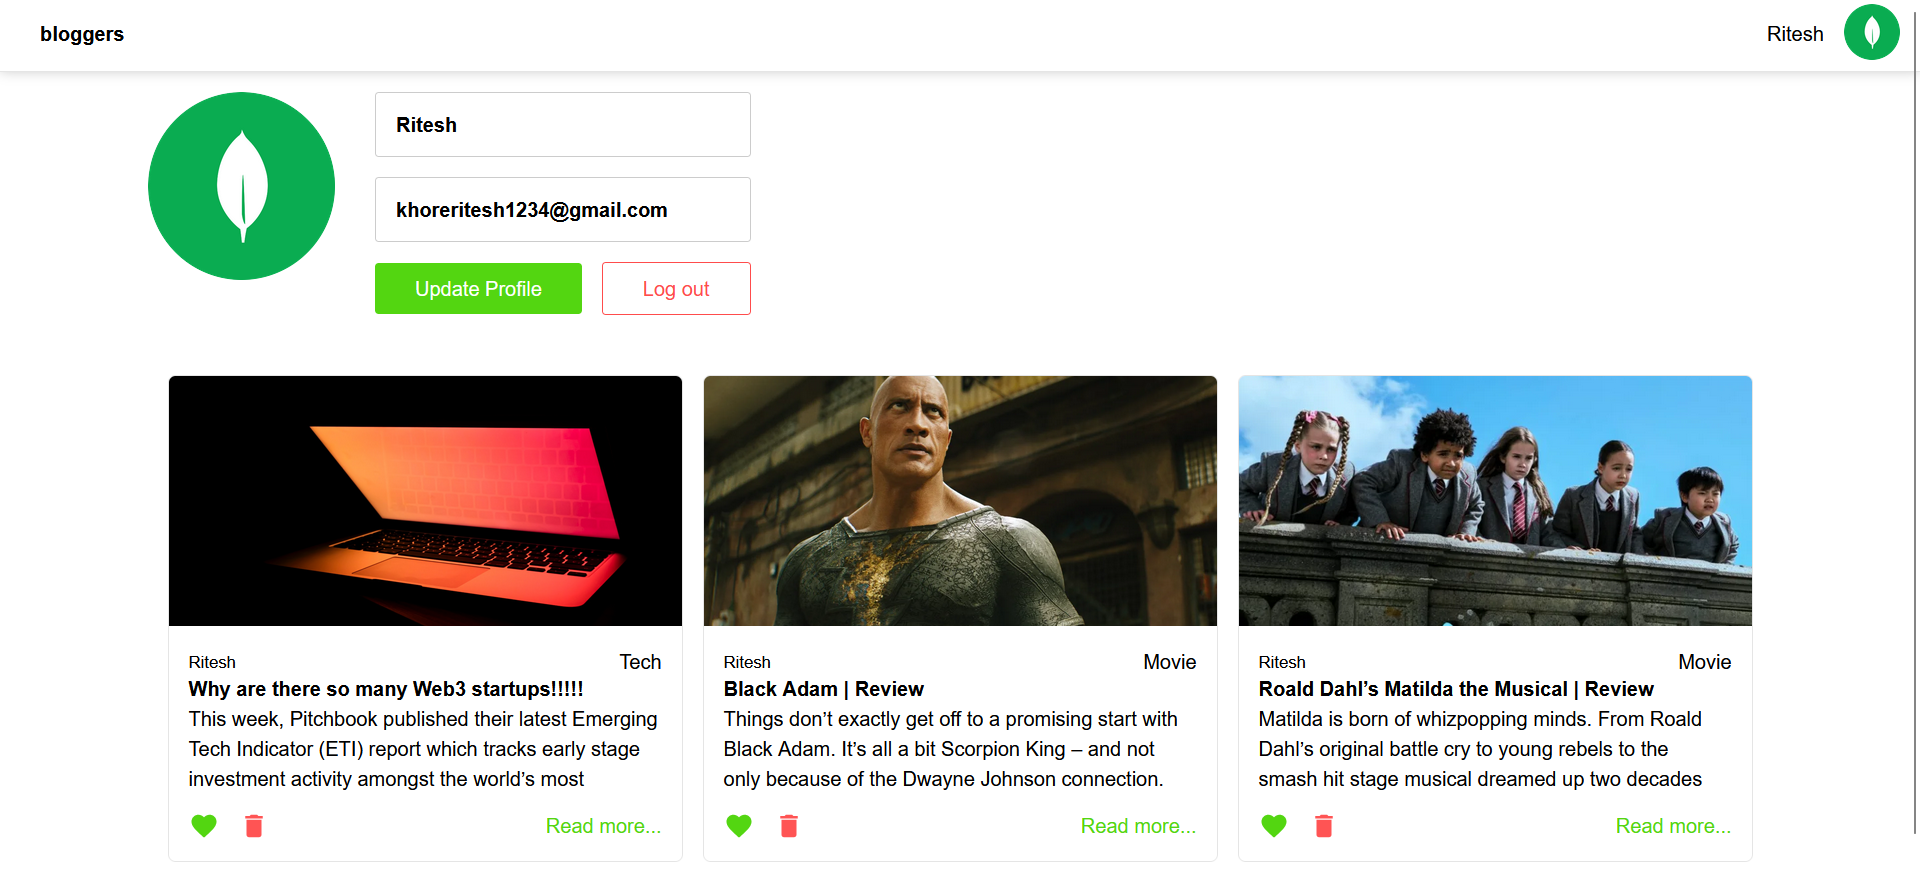 bloggers
Ritesh
Ritesh
khoreritesh1234@gmail.com
Update Profile
Log out
Ritesh
Tech
Why are there so many Web3 startups!!!!!
This week, Pitchbook published their latest Emerging
Tech Indicator (ETI) report which tracks early stage
investment activity amongst the world’s most
Read more...
Ritesh
Movie
Black Adam | Review
Things don’t exactly get off to a promising start with
Black Adam. It’s all a bit Scorpion King – and not
only because of the Dwayne Johnson connection.
Read more...
Ritesh
Movie
Roald Dahl’s Matilda the Musical | Review
Matilda is born of whizpopping minds. From Roald
Dahl’s original battle cry to young rebels to the
smash hit stage musical dreamed up two decades
Read more...